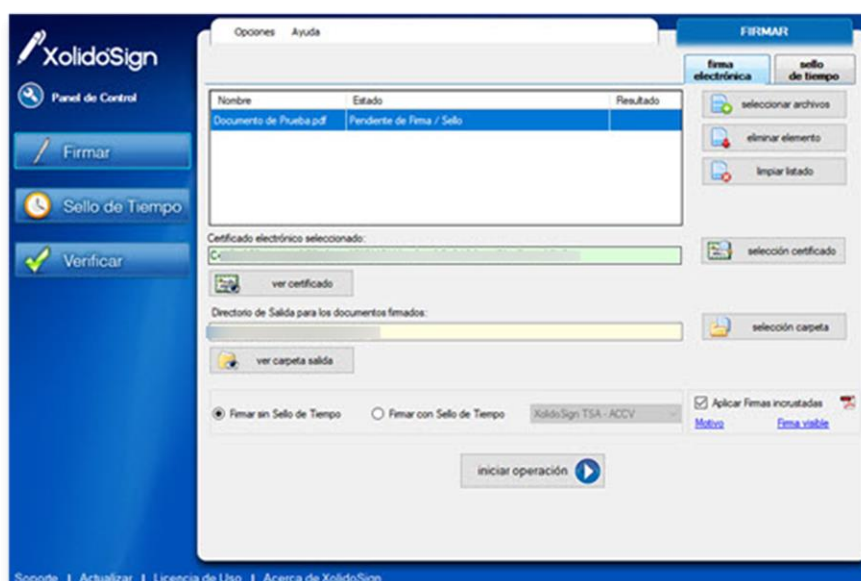 XolidoSign
Panel de Control
Firmar
Sello de Tiempo
Verificar
Opciones Ayuda
FIRMAR
firma electrónica
sello de tiempo
Nombre Estado Resultado
Documento de Prueba.pdf Pendiente de Firma / Sello
seleccionar archivos
eliminar elemento
limpiar listado
Certificado electrónico seleccionado:
selección certificado
ver certificado
Directorio de Salida para los documentos firmados:
selección carpeta
ver carpeta salida
Firmar sin Sello de Tiempo Firmar con Sello de Tiempo XolidoSign TSA - ACCV
Aplicar Firmas incrustadas
Motivo Firma visible
iniciar operación
Soporte | Actualizar | Licencia de Uso | Acerca de XolidoSign